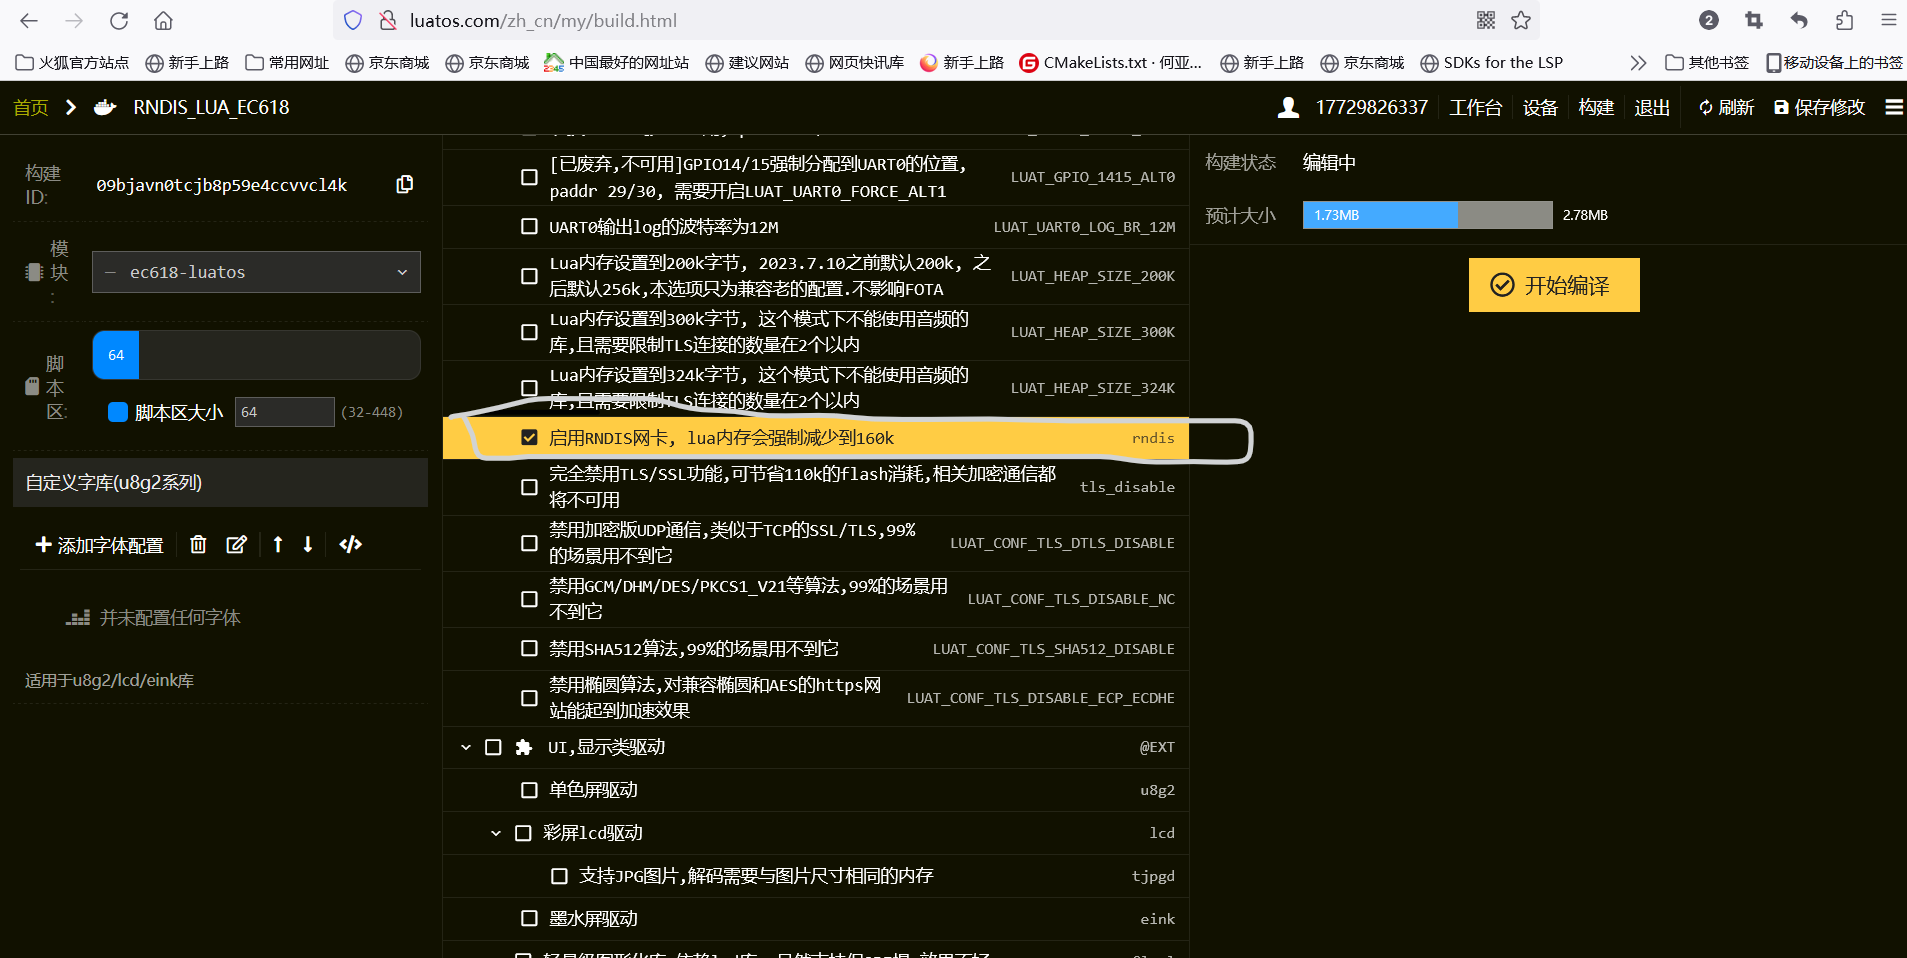 luatos.com/zh_cn/my/build.html
2
火狐官方站点
新手上路
常用网址
京东商城
京东商城
2345
中国最好的网址站
建议网站
网页快讯库
新手上路
CMakeLists.txt · 何亚...
新手上路
京东商城
SDKs for the LSP
其他书签
移动设备上的书签
首页
RNDIS_LUA_EC618
17729826337
工作台
设备
构建
退出
刷新
保存修改
构建
ID:
09bjavn0tcjb8p59e4ccvvcl4k
模
块
:
— ec618-luatos
脚
本
区:
64
脚本区大小
64
(32-448)
自定义字库(u8g2系列)
添加字体配置
并未配置任何字体
适用于u8g2/lcd/eink库
[已废弃,不可用]GPIO14/15强制分配到UART0的位置,
paddr 29/30, 需要开启LUAT_UART0_FORCE_ALT1
LUAT_GPIO_1415_ALT0
UART0输出log的波特率为12M
LUAT_UART0_LOG_BR_12M
Lua内存设置到200k字节, 2023.7.10之前默认200k, 之
后默认256k,本选项只为兼容老的配置.不影响FOTA
LUAT_HEAP_SIZE_200K
Lua内存设置到300k字节, 这个模式下不能使用音频的
库,且需要限制TLS连接的数量在2个以内
LUAT_HEAP_SIZE_300K
Lua内存设置到324k字节, 这个模式下不能使用音频的
库,且需要限制TLS连接的数量在2个以内
LUAT_HEAP_SIZE_324K
启用RNDIS网卡, lua内存会强制减少到160k
rndis
完全禁用TLS/SSL功能,可节省110k的flash消耗,相关加密通信都
将不可用
tls_disable
禁用加密版UDP通信,类似于TCP的SSL/TLS,99%
的场景用不到它
LUAT_CONF_TLS_DTLS_DISABLE
禁用GCM/DHM/DES/PKCS1_V21等算法,99%的场景用
不到它
LUAT_CONF_TLS_DISABLE_NC
禁用SHA512算法,99%的场景用不到它
LUAT_CONF_TLS_SHA512_DISABLE
禁用椭圆算法,对兼容椭圆和AES的https网
站能起到加速效果
LUAT_CONF_TLS_DISABLE_ECP_ECDHE
UI,显示类驱动
@EXT
单色屏驱动
u8g2
彩屏lcd驱动
lcd
支持JPG图片,解码需要与图片尺寸相同的内存
tjpgd
墨水屏驱动
eink
构建状态
编辑中
预计大小
1.73MB
2.78MB
开始编译